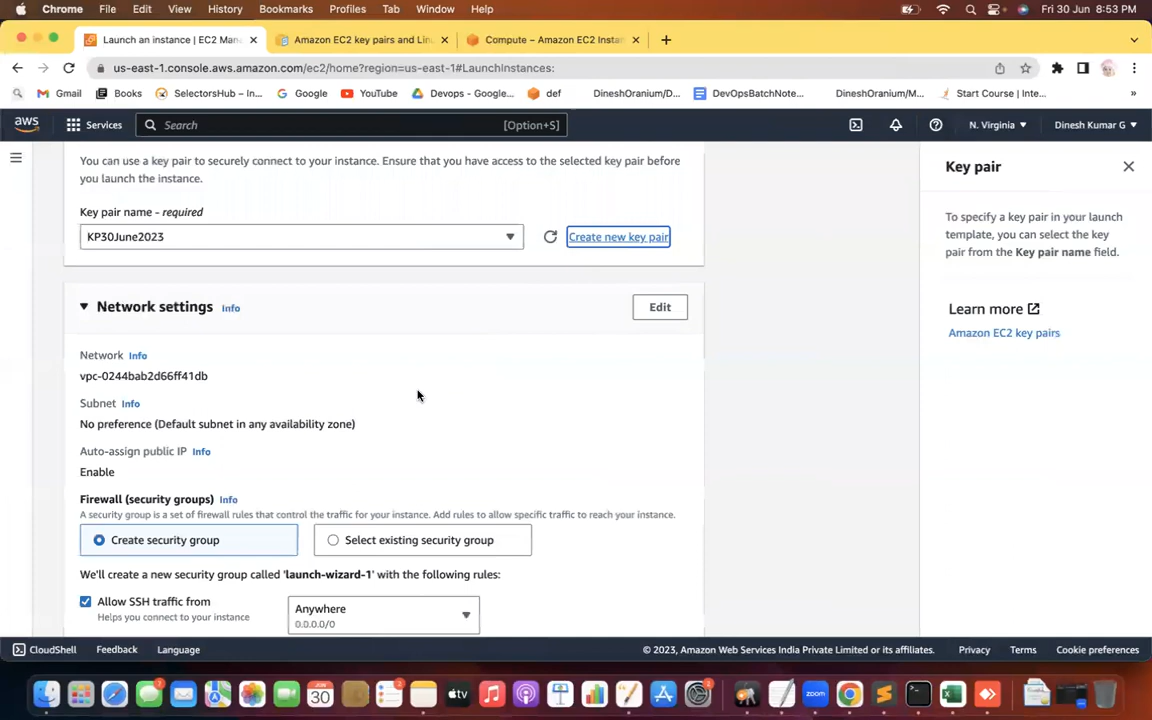 Chrome File Edit View History Bookmarks Profiles Tab Window Help Fri 30 Jun 8:53 PM
Launch an instance | EC2 Man Amazon EC2 key pairs and Linu Compute – Amazon EC2 Instan
us-east-1.console.aws.amazon.com/ec2/home?region=us-east-1#LaunchInstances:
Gmail Books SelectorsHub – In... Google YouTube Devops - Google... def DineshOranium/D... DevOpsBatchNote... DineshOranium/M... Start Course | Inte... »
aws Services Search [Option+S] N. Virginia Dinesh Kumar G
You can use a key pair to securely connect to your instance. Ensure that you have access to the selected key pair before
you launch the instance.
Key pair name - required
KP30June2023 Create new key pair
Network settings Info Edit
Network Info
vpc-0244bab2d66ff41db
Subnet Info
No preference (Default subnet in any availability zone)
Auto-assign public IP Info
Enable
Firewall (security groups) Info
A security group is a set of firewall rules that control the traffic for your instance. Add rules to allow specific traffic to reach your instance.
Create security group Select existing security group
We'll create a new security group called 'launch-wizard-1' with the following rules:
Allow SSH traffic from
Helps you connect to your instance
Anywhere
0.0.0.0/0
Key pair
To specify a key pair in your launch
template, you can select the key
pair from the Key pair name field.
Learn more
Amazon EC2 key pairs
CloudShell Feedback Language © 2023, Amazon Web Services India Private Limited or its affiliates. Privacy Terms Cookie preferences
JUN
30
tv
zoom